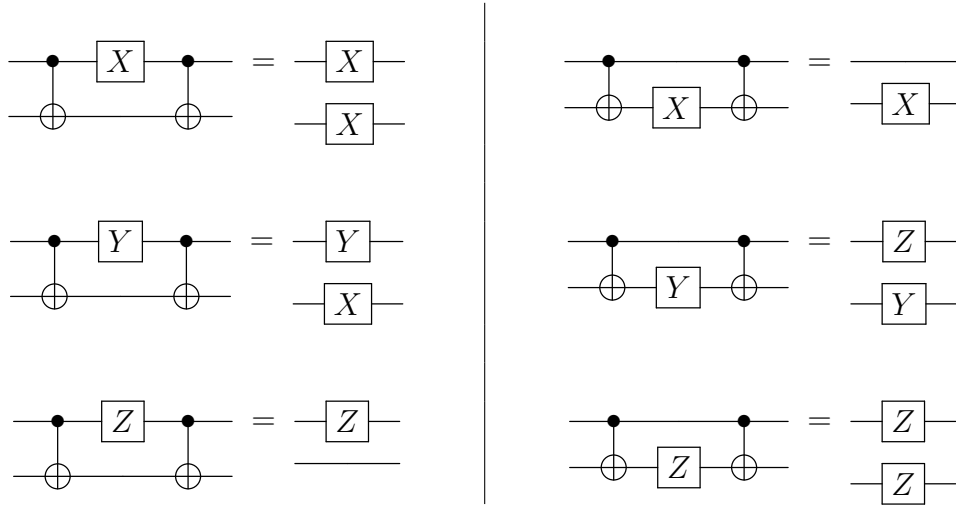 X = X
X
X = X
Y = Y
X
Y = Z
Y
Z = Z
Z = Z
Z